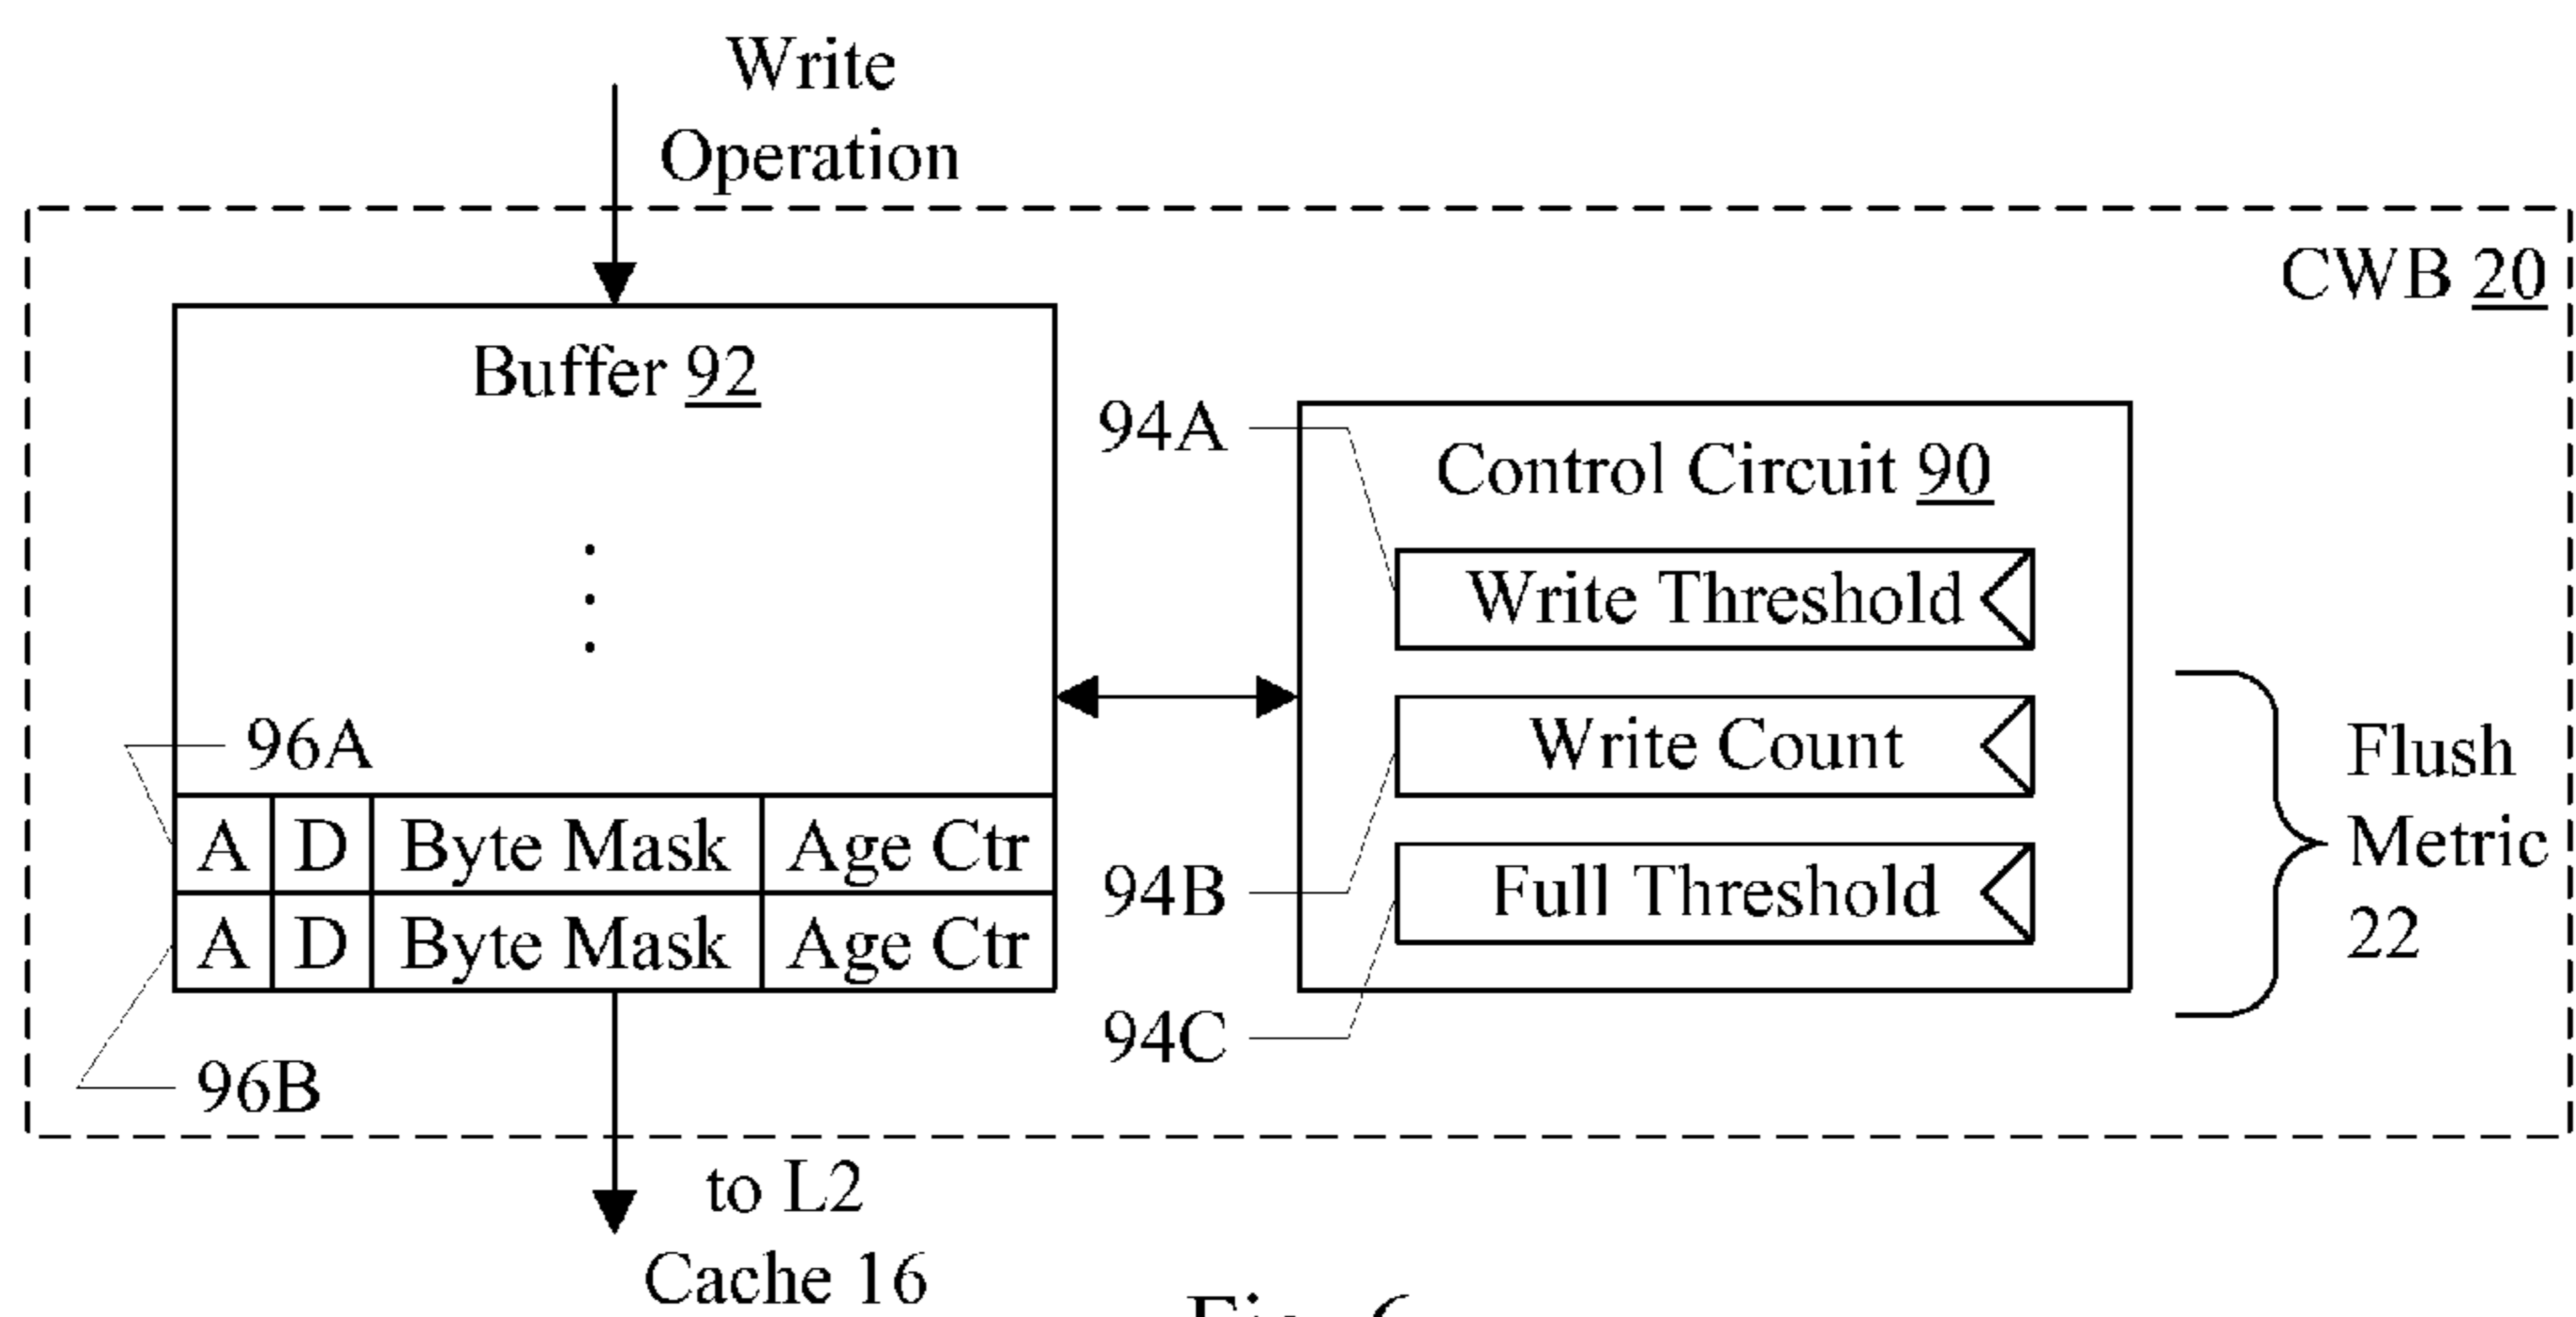 Write
Operation
CWB 20
Buffer 92
94A
Control Circuit 90
Write Threshold
96A
Write Count
Flush
Metric
22
A D Byte Mask Age Ctr
94B
Full Threshold
A D Byte Mask Age Ctr
94C
96B
to L2
Cache 16